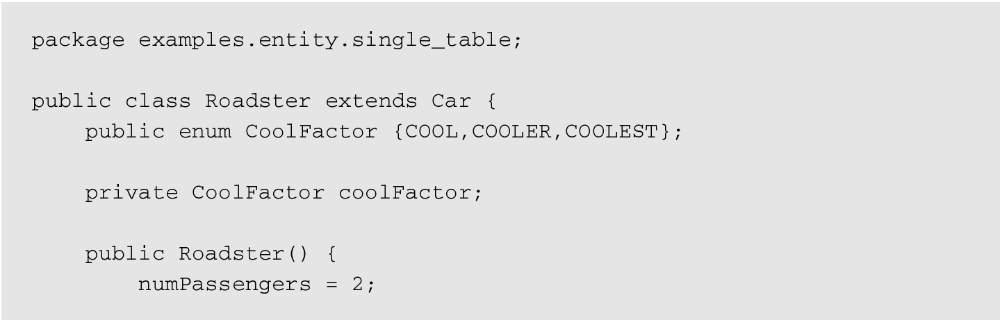 package examples.entity.single_table;
public class Roadster extends Car {
public enum CoolFactor {COOL,COOLER,COOLEST};
private CoolFactor coolFactor;
public Roadster() {
numPassengers = 2;